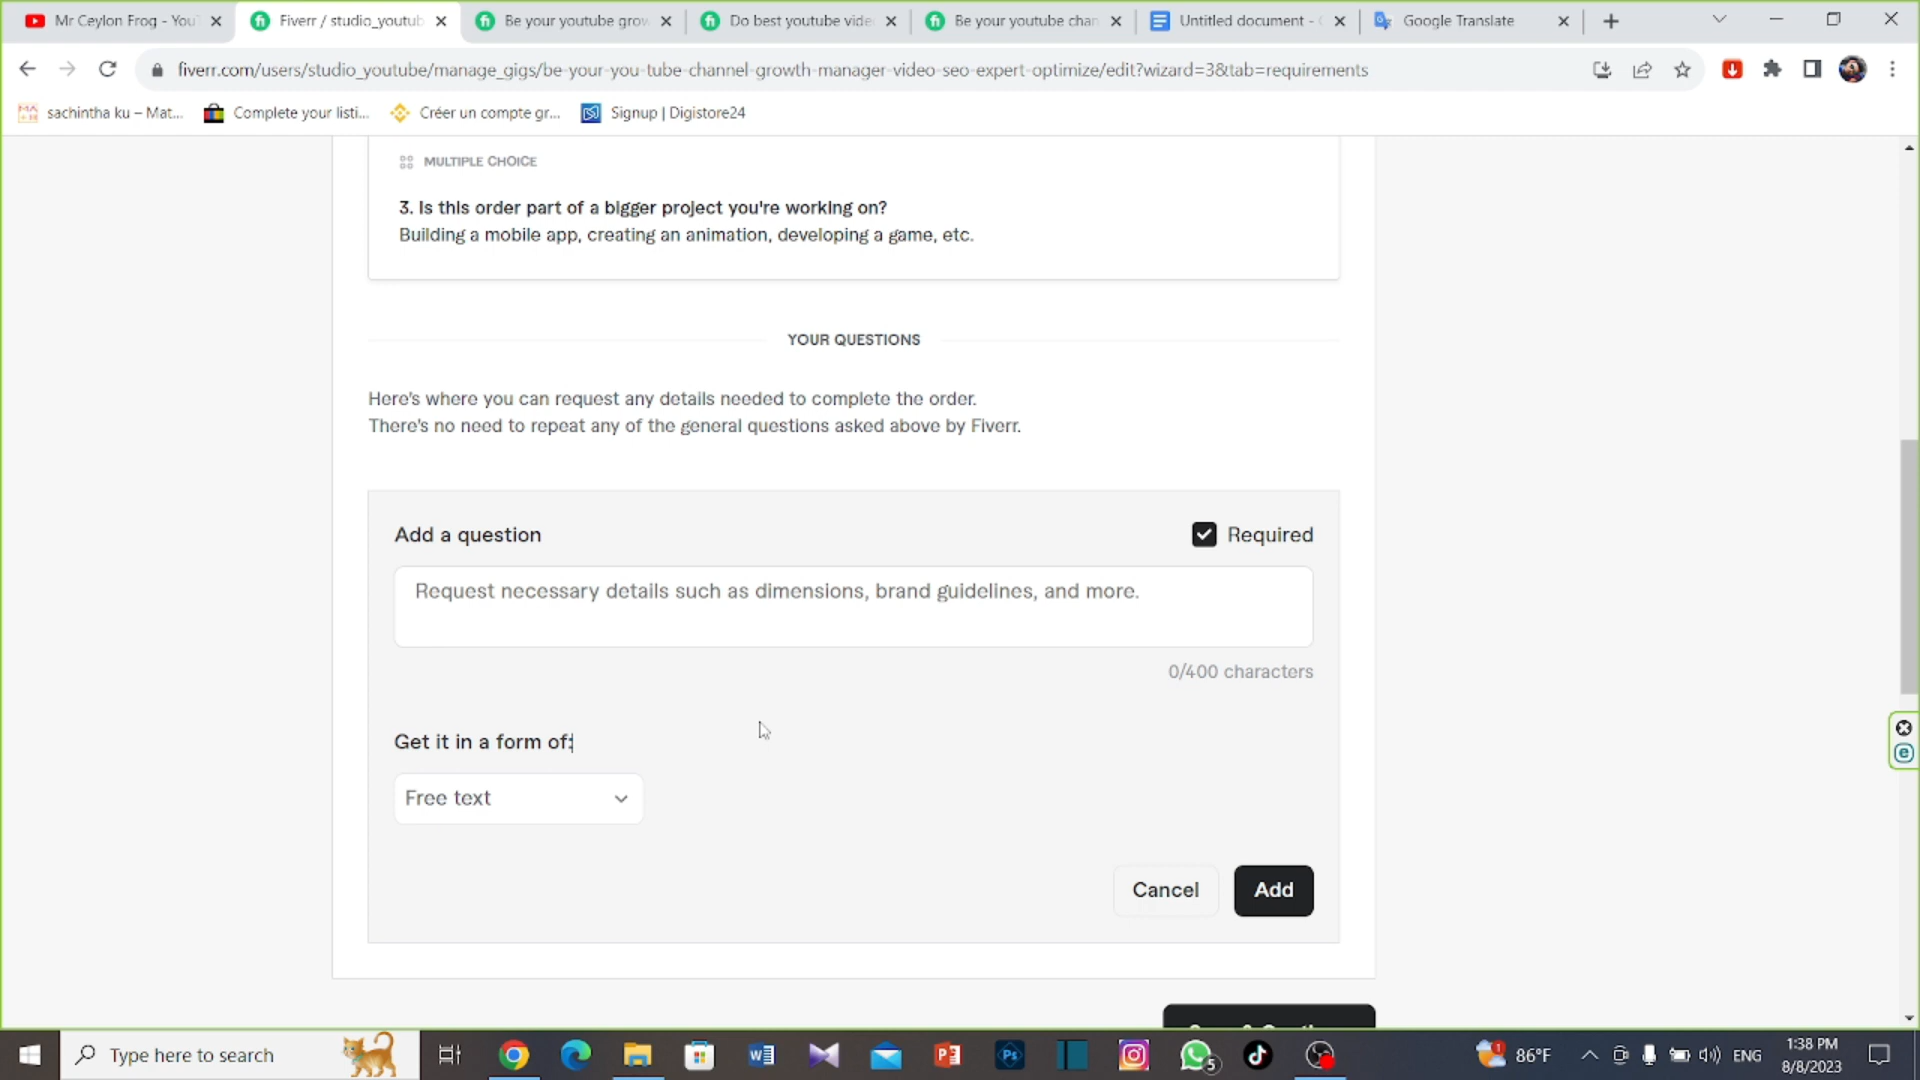 Mr Ceylon Frog - YouT
Fiverr / studio_youtub
Be your youtube grow
Do best youtube vide
Be your youtube chan
Untitled document -
Google Translate
fiverr.com/users/studio_youtube/manage_gigs/be-your-you-tube-channel-growth-manager-video-seo-expert-optimize/edit?wizard=3&tab=requirements
sachintha ku – Mat...
Complete your listi...
Créer un compte gr...
Signup | Digistore24
MULTIPLE CHOICE
3. Is this order part of a bigger project you're working on?
Building a mobile app, creating an animation, developing a game, etc.
YOUR QUESTIONS
Here's where you can request any details needed to complete the order.
There's no need to repeat any of the general questions asked above by Fiverr.
Add a question
Required
Request necessary details such as dimensions, brand guidelines, and more.
0/400 characters
Get it in a form of:
Free text
Cancel
Add
Type here to search
86°F
ENG
1:38 PM
8/8/2023